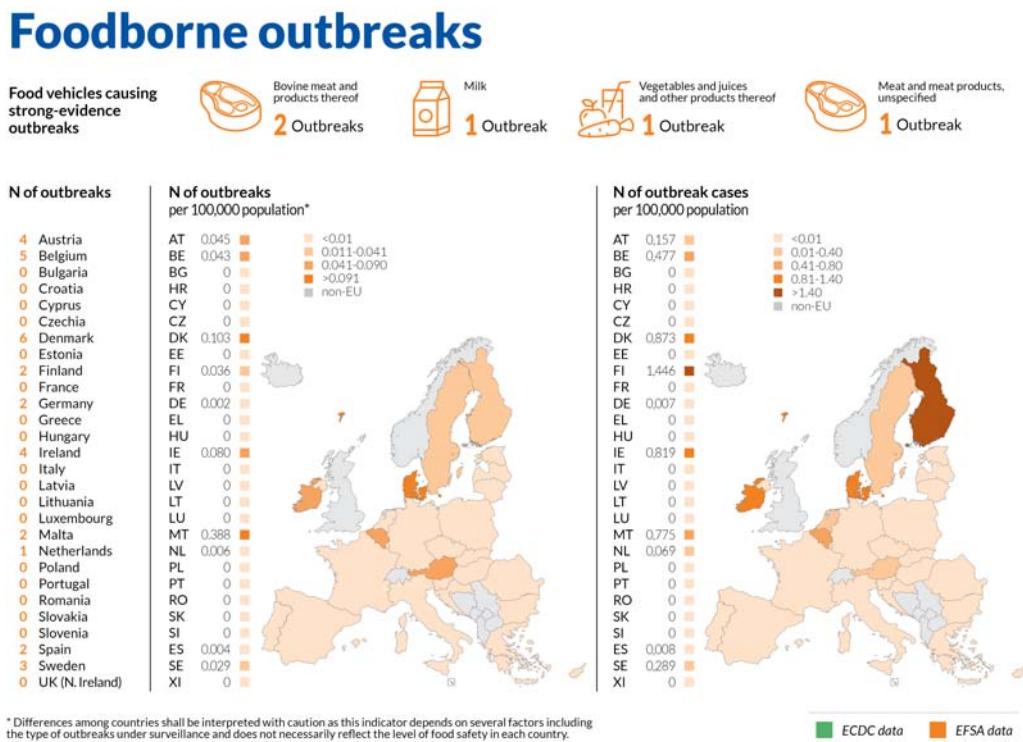 Foodborne outbreaks
Food vehicles causing
strong-evidence
outbreaks
Bovine meat and
products thereof
2 Outbreaks
Milk
1 Outbreak
Vegetables and juices
and other products thereof
1 Outbreak
Meat and meat products,
unspecified
1 Outbreak
N of outbreaks
4 Austria
5 Belgium
0 Bulgaria
0 Croatia
0 Cyprus
0 Czechia
6 Denmark
0 Estonia
2 Finland
0 France
2 Germany
0 Greece
0 Hungary
4 Ireland
0 Italy
0 Latvia
0 Lithuania
0 Luxembourg
2 Malta
1 Netherlands
0 Poland
0 Portugal
0 Romania
0 Slovakia
0 Slovenia
2 Spain
3 Sweden
0 UK (N. Ireland)
N of outbreaks
per 100,000 population*
AT 0.045
BE 0.043
BG 0
HR 0
CY 0
CZ 0
DK 0.103
EE 0
FI 0.036
FR 0
DE 0.002
EL 0
HU 0
IE 0.080
IT 0
LV 0
LT 0
LU 0
MT 0.388
NL 0.006
PL 0
PT 0
RO 0
SK 0
SI 0
ES 0.004
SE 0.029
XI 0
<0.01
0.011-0.041
0.041-0.090
>0.091
non-EU
N of outbreak cases
per 100,000 population
AT 0,157
BE 0,477
BG 0
HR 0
CY 0
CZ 0
DK 0,873
EE 0
FI 1,446
FR 0
DE 0,007
EL 0
HU 0
IE 0,819
IT 0
LV 0
LT 0
LU 0
MT 0,775
NL 0,069
PL 0
PT 0
RO 0
SK 0
SI 0
ES 0,008
SE 0,289
XI 0
<0.01
0.01-0.40
0.41-0.80
0.81-1.40
>1.40
non-EU
* Differences among countries shall be interpreted with caution as this indicator depends on several factors including
the type of outbreaks under surveillance and does not necessarily reflect the level of food safety in each country.
ECDC data
EFSA data